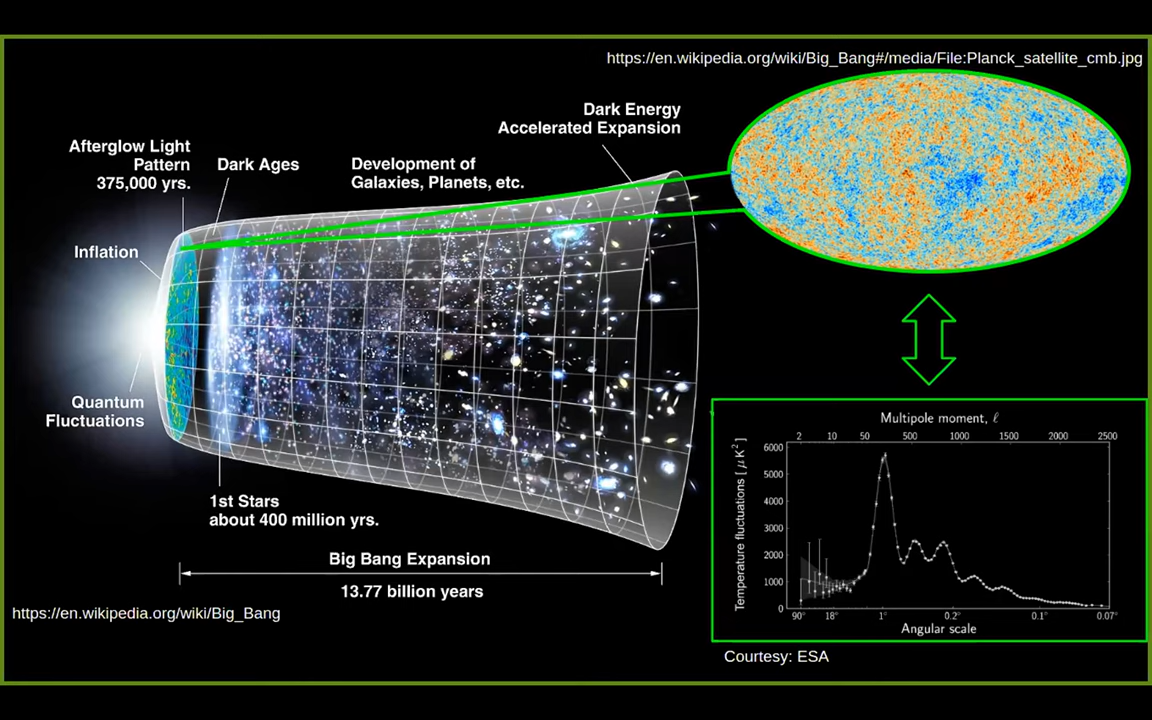 https://en.wikipedia.org/wiki/Big_Bang#/media/File:Planck_satellite_cmb.jpg
Dark Energy
Accelerated Expansion
Afterglow Light
Pattern
375,000 yrs.
Dark Ages
Development of
Galaxies, Planets, etc.
Inflation
Quantum
Fluctuations
1st Stars
about 400 million yrs.
Big Bang Expansion
13.77 billion years
https://en.wikipedia.org/wiki/Big_Bang
Multipole moment, ℓ
2 10 50 500 1000 1500 2000 2500
Temperature fluctuations [ μ K² ]
6000
5000
4000
3000
2000
1000
0
90° 18° 1° 0.2° 0.1° 0.07°
Angular scale
Courtesy: ESA